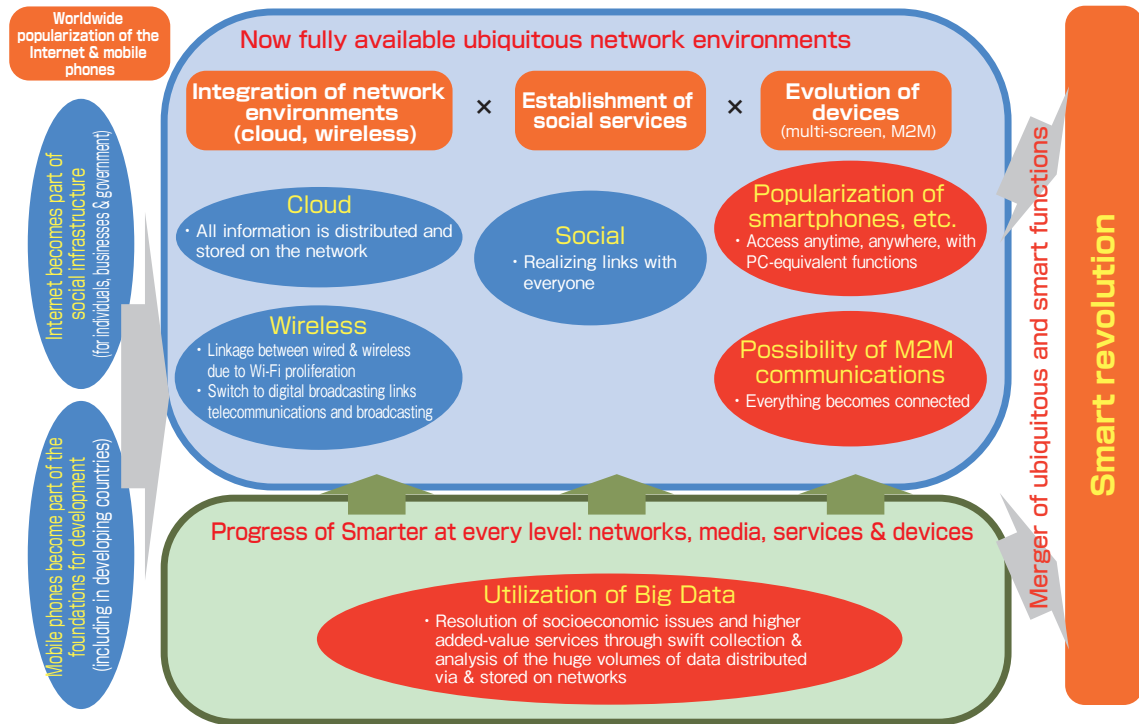 Worldwide
popularization of the
Internet & mobile
phones
Internet becomes part of
social infrastructure
(for individuals, businesses & government)
Mobile phones become part of the
foundations for development
(including in developing countries)
Now fully available ubiquitous network environments
Integration of network
environments
(cloud, wireless)
×
Establishment of
social services
×
Evolution of
devices
(multi-screen, M2M)
Cloud
・All information is distributed and
stored on the network
Wireless
・Linkage between wired & wireless
due to Wi-Fi proliferation
・Switch to digital broadcasting links
telecommunications and broadcasting
Social
・Realizing links with
everyone
Popularization of
smartphones, etc.
・Access anytime, anywhere, with
PC-equivalent functions
Possibility of M2M
communications
・Everything becomes connected
Progress of Smarter at every level: networks, media, services & devices
Utilization of Big Data
・Resolution of socioeconomic issues and higher
added-value services through swift collection &
analysis of the huge volumes of data distributed
via & stored on networks
Merger of ubiquitous and smart functions
Smart revolution